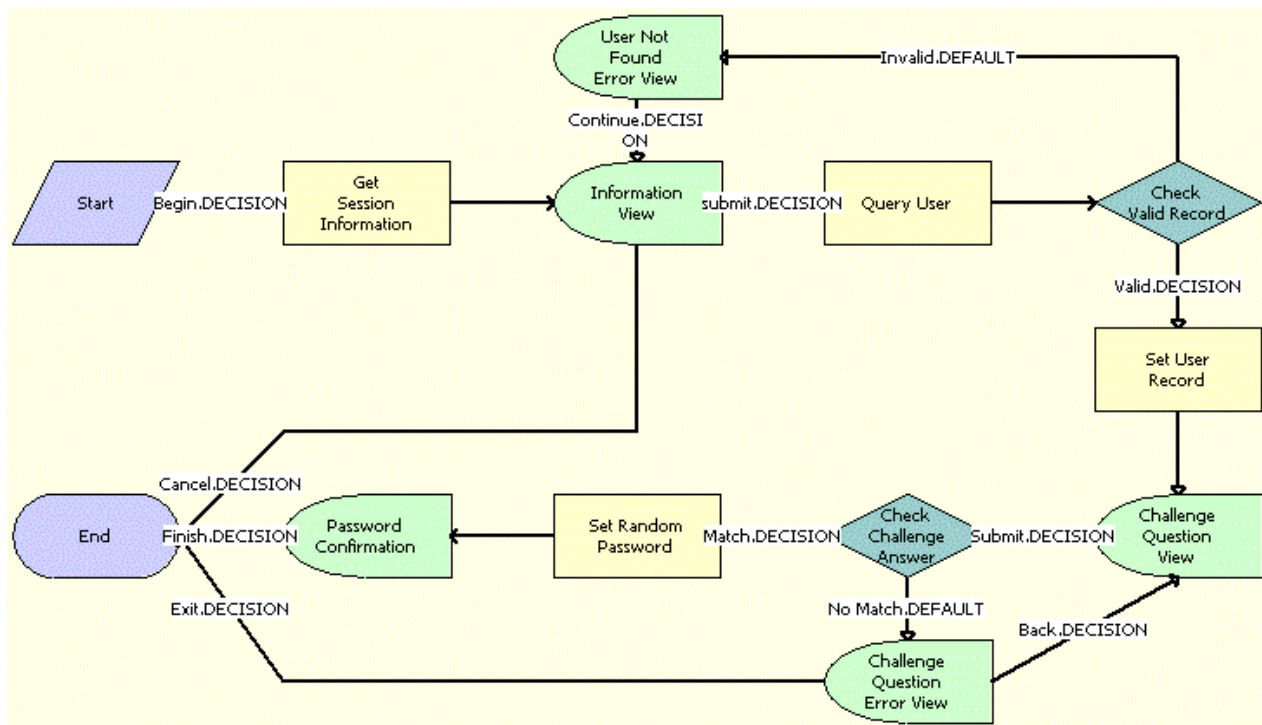 User Not
Found
Error View
Invalid.DEFAULT
Continue.DECISI
ON
Start
Begin.DECISION
Get
Session
Information
Information
View
submit.DECISION
Query User
Check
Valid Record
Valid.DECISION
Set User
Record
Cancel.DECISION
End
Finish.DECISION
Password
Confirmation
Set Random
Password
Match.DECISION
Check
Challenge
Answer
Submit.DECISION
Challenge
Question
View
Exit.DECISION
No Match.DEFAULT
Back.DECISION
Challenge
Question
Error View